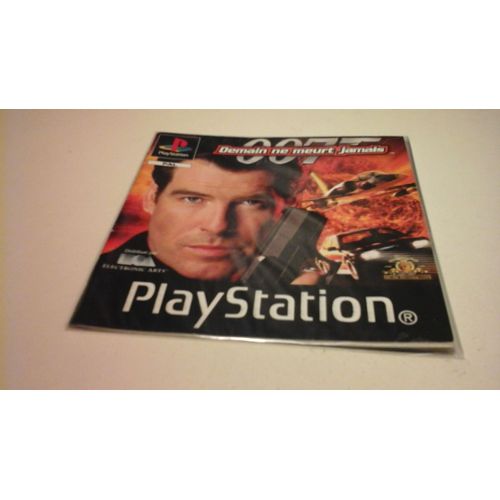 PlayStation
PAL
007
Demain ne meurt jamais
ELECTRONIC ARTS
PlayStation®